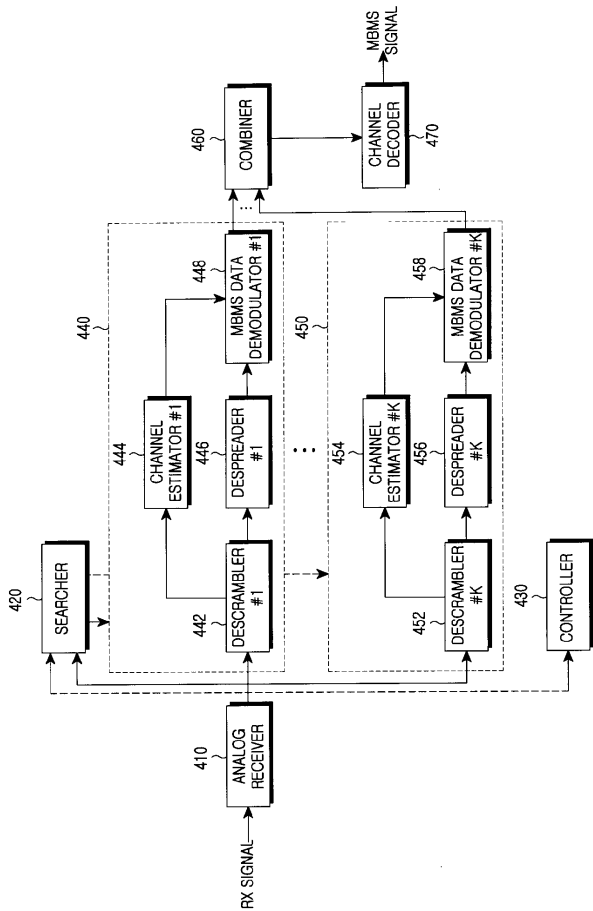 RX SIGNAL
410
ANALOG
RECEIVER
420
SEARCHER
430
CONTROLLER
440
442
DESCRAMBLER
#1
444
CHANNEL
ESTIMATOR #1
446
DESPREADER
#1
448
MBMS DATA
DEMODULATOR #1
...
450
452
DESCRAMBLER
#K
454
CHANNEL
ESTIMATOR #K
456
DESPREADER
#K
458
MBMS DATA
DEMODULATOR #K
...
460
COMBINER
470
CHANNEL
DECODER
MBMS
SIGNAL